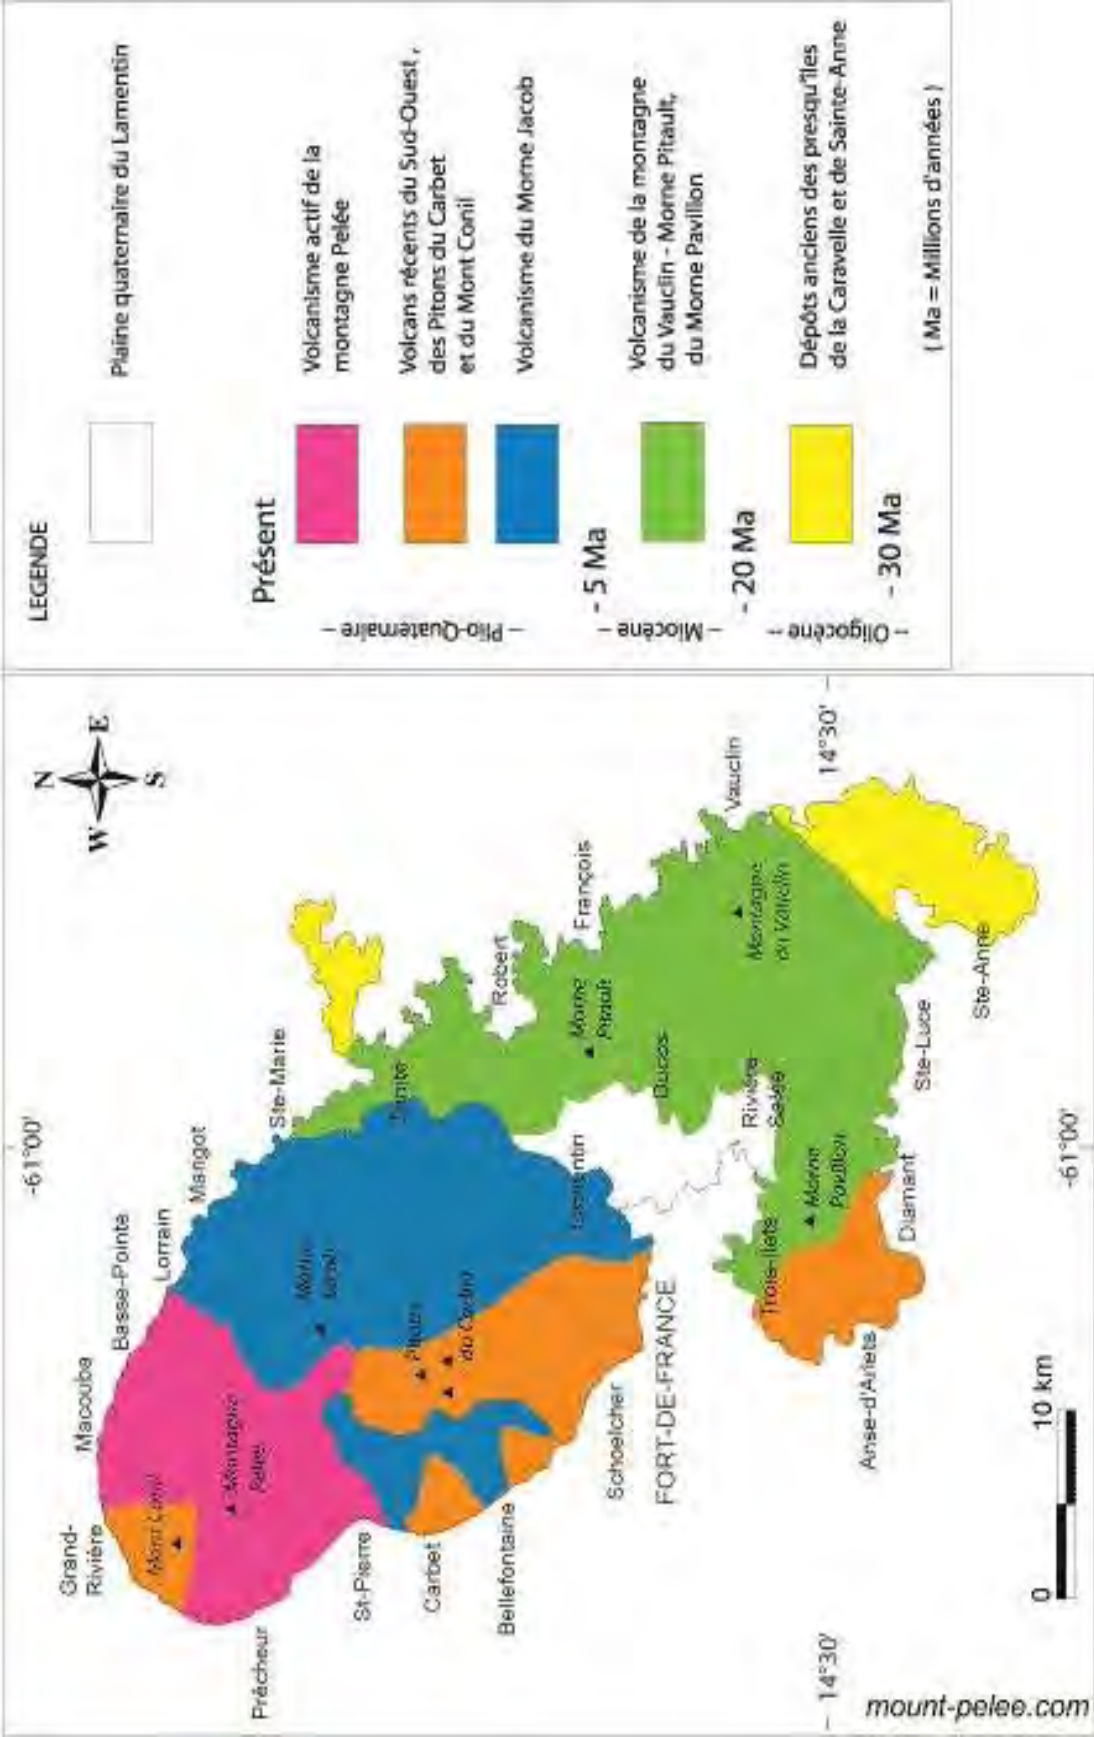 -61°00'
N
W
E
S
Grand-
Rivière
Macouba
Basse-Pointe
Lorrain
Marigot
Ste-Marie
Mont Conil
Montagne
Pelée
Morne
Jacob
Prêcheur
St-Pierre
Carbet
Bellefontaine
Pitons
du Carbet
Trinité
Robert
François
Morne
Pitault
Lamentin
Ducos
Schoelcher
FORT-DE-FRANCE
Rivière
Salée
Vauclin
Montagne
du Vauclin
Trois-Ilets
Morne
Pavillon
Anse-d'Arlets
Diamant
Ste-Luce
Ste-Anne
14°30'
14°30'
0
10 km
-61°00'
mount-pelee.com
LEGENDE
Plaine quaternaire du Lamentin
Présent
Volcanisme actif de la
montagne Pelée
Volcans récents du Sud-Ouest ,
des Pitons du Carbet
et du Mont Conil
Volcanisme du Morne Jacob
- 5 Ma
Volcanisme de la montagne
du Vauclin - Morne Pitault,
du Morne Pavillon
- 20 Ma
Dépôts anciens des presqu'îles
de la Caravelle et de Sainte-Anne
- 30 Ma
( Ma = Millions d'années )
– Plio-Quaternaire –
– Miocène –
– Oligocène –